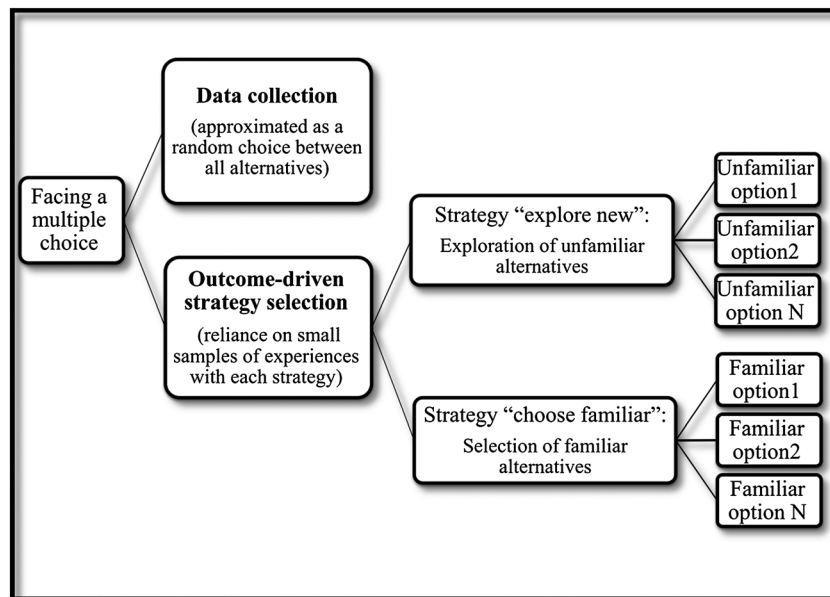 Facing a
multiple
choice
Data collection
(approximated as a
random choice between
all alternatives)
Outcome-driven
strategy selection
(reliance on small
samples of experiences
with each strategy)
Strategy “explore new”:
Exploration of unfamiliar
alternatives
Strategy “choose familiar”:
Selection of familiar
alternatives
Unfamiliar
option1
Unfamiliar
option2
Unfamiliar
option N
Familiar
option1
Familiar
option2
Familiar
option N